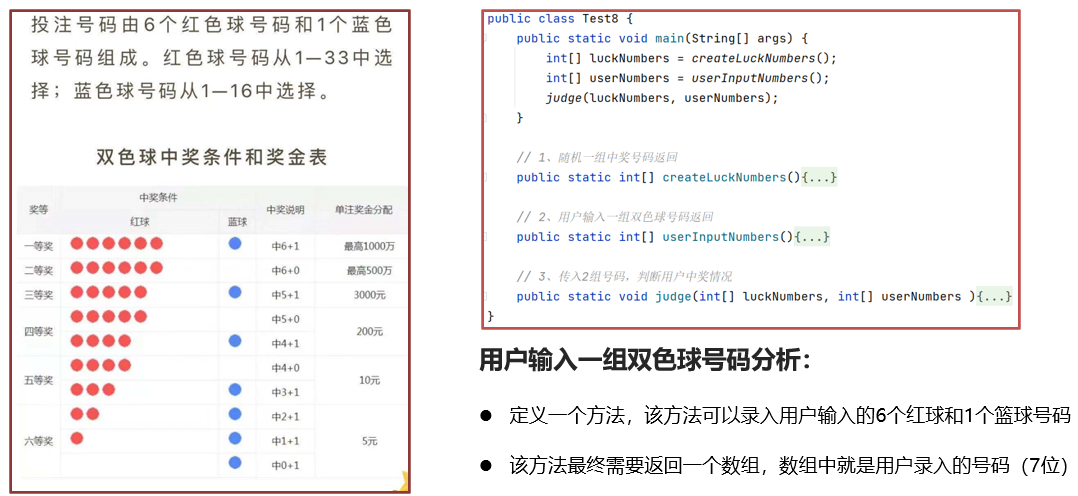 投注号码由6个红色球号码和1个蓝色
球号码组成。红色球号码从1—33中选
择；蓝色球号码从1—16中选择。
双色球中奖条件和奖金表
奖等 中奖条件 中奖说明 单注奖金分配
红球 蓝球
一等奖 中6+1 最高1000万
二等奖 中6+0 最高500万
三等奖 中5+1 3000元
四等奖 中5+0 200元
中4+1
五等奖 中4+0 10元
中3+1
六等奖 中2+1 5元
中1+1
中0+1
public class Test8 {
public static void main(String[] args) {
int[] luckNumbers = createLuckNumbers();
int[] userNumbers = userInputNumbers();
judge(luckNumbers, userNumbers);
}
// 1、随机一组中奖号码返回
public static int[] createLuckNumbers(){...}
// 2、用户输入一组双色球号码返回
public static int[] userInputNumbers(){...}
// 3、传入2组号码，判断用户中奖情况
public static void judge(int[] luckNumbers, int[] userNumbers ){...}
}
用户输入一组双色球号码分析：
● 定义一个方法，该方法可以录入用户输入的6个红球和1个篮球号码
● 该方法最终需要返回一个数组，数组中就是用户录入的号码（7位）